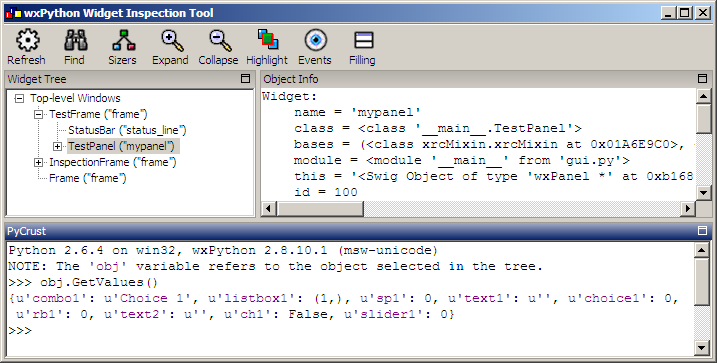 wxPython Widget Inspection Tool
Refresh Find Sizers Expand Collapse Highlight Events Filling
Widget Tree
Top-level Windows
TestFrame ("frame")
StatusBar ("status_line")
TestPanel ("mypanel")
InspectionFrame ("frame")
Frame ("frame")
Object Info
Widget:
name = 'mypanel'
class = <class '__main__.TestPanel'>
bases = (<class xrcMixin.xrcMixin at 0x01A6E9C0>,
module = <module '__main__' from 'gui.py'>
this = '<Swig Object of type 'wxPanel *' at 0xb168
id = 100
PyCrust
Python 2.6.4 on win32, wxPython 2.8.10.1 (msw-unicode)
NOTE: The 'obj' variable refers to the object selected in the tree.
>>> obj.GetValues()
{u'combo1': u'Choice 1', u'listbox1': (1,), u'sp1': 0, u'text1': u'', u'choice1': 0,
u'rb1': 0, u'text2': u'', u'ch1': False, u'slider1': 0}
>>>